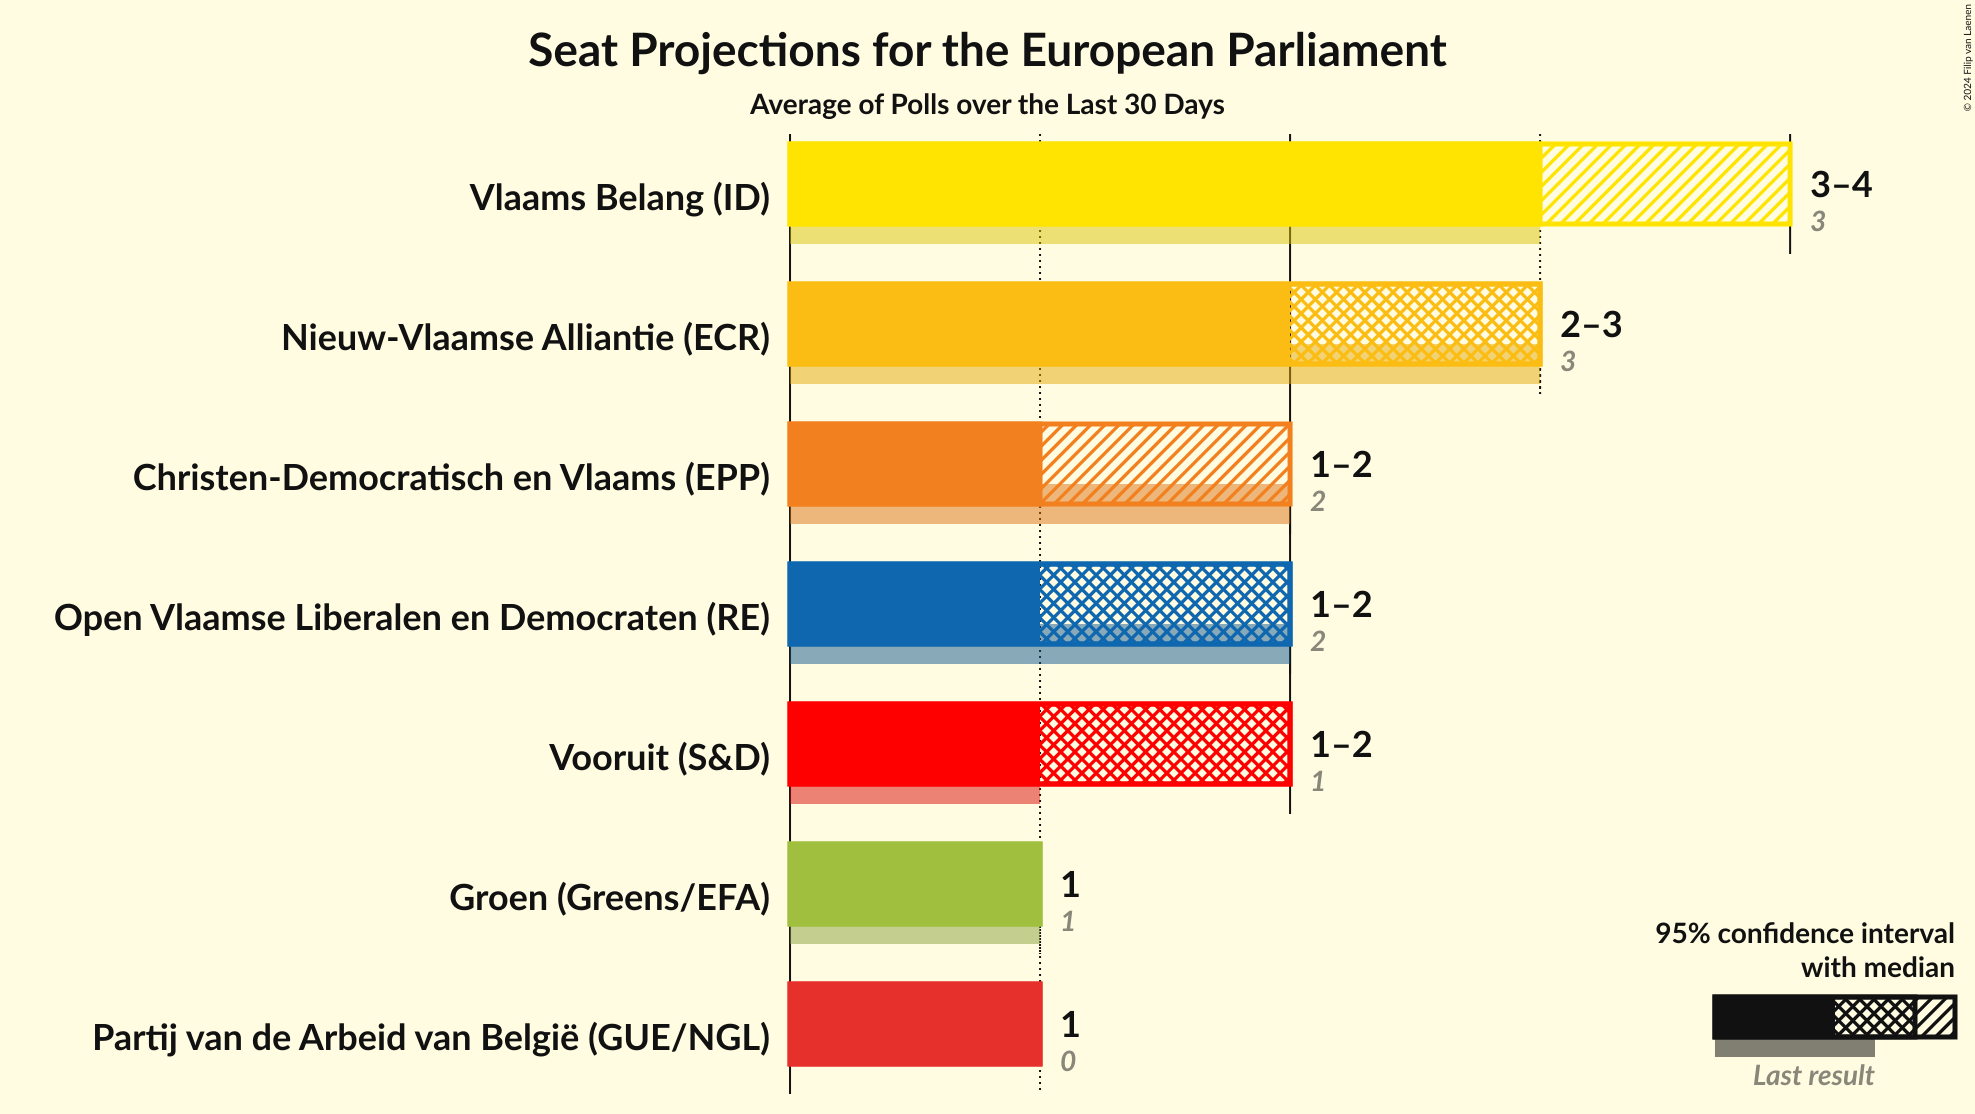 Seat Projections for the European Parliament
Average of Polls over the Last 30 Days
© 2024 Filip van Laenen
Vlaams Belang (ID)
3–4
3
Nieuw-Vlaamse Alliantie (ECR)
2–3
3
Christen-Democratisch en Vlaams (EPP)
1–2
2
Open Vlaamse Liberalen en Democraten (RE)
1–2
2
Vooruit (S&D)
1–2
1
Groen (Greens/EFA)
1
1
Partij van de Arbeid van België (GUE/NGL)
1
0
95% confidence interval
with median
Last result